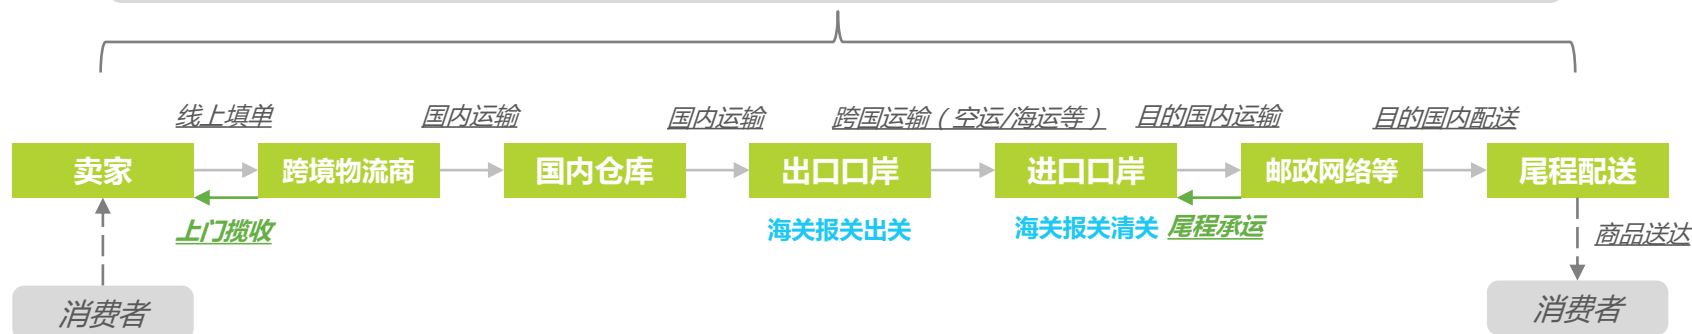 线上填单
国内运输
国内运输
跨国运输（空运/海运等）
目的国内运输
目的国内配送
卖家
跨境物流商
国内仓库
出口口岸
进口口岸
邮政网络等
尾程配送
上门揽收
海关报关出关
海关报关清关
尾程承运
商品送达
消费者
消费者